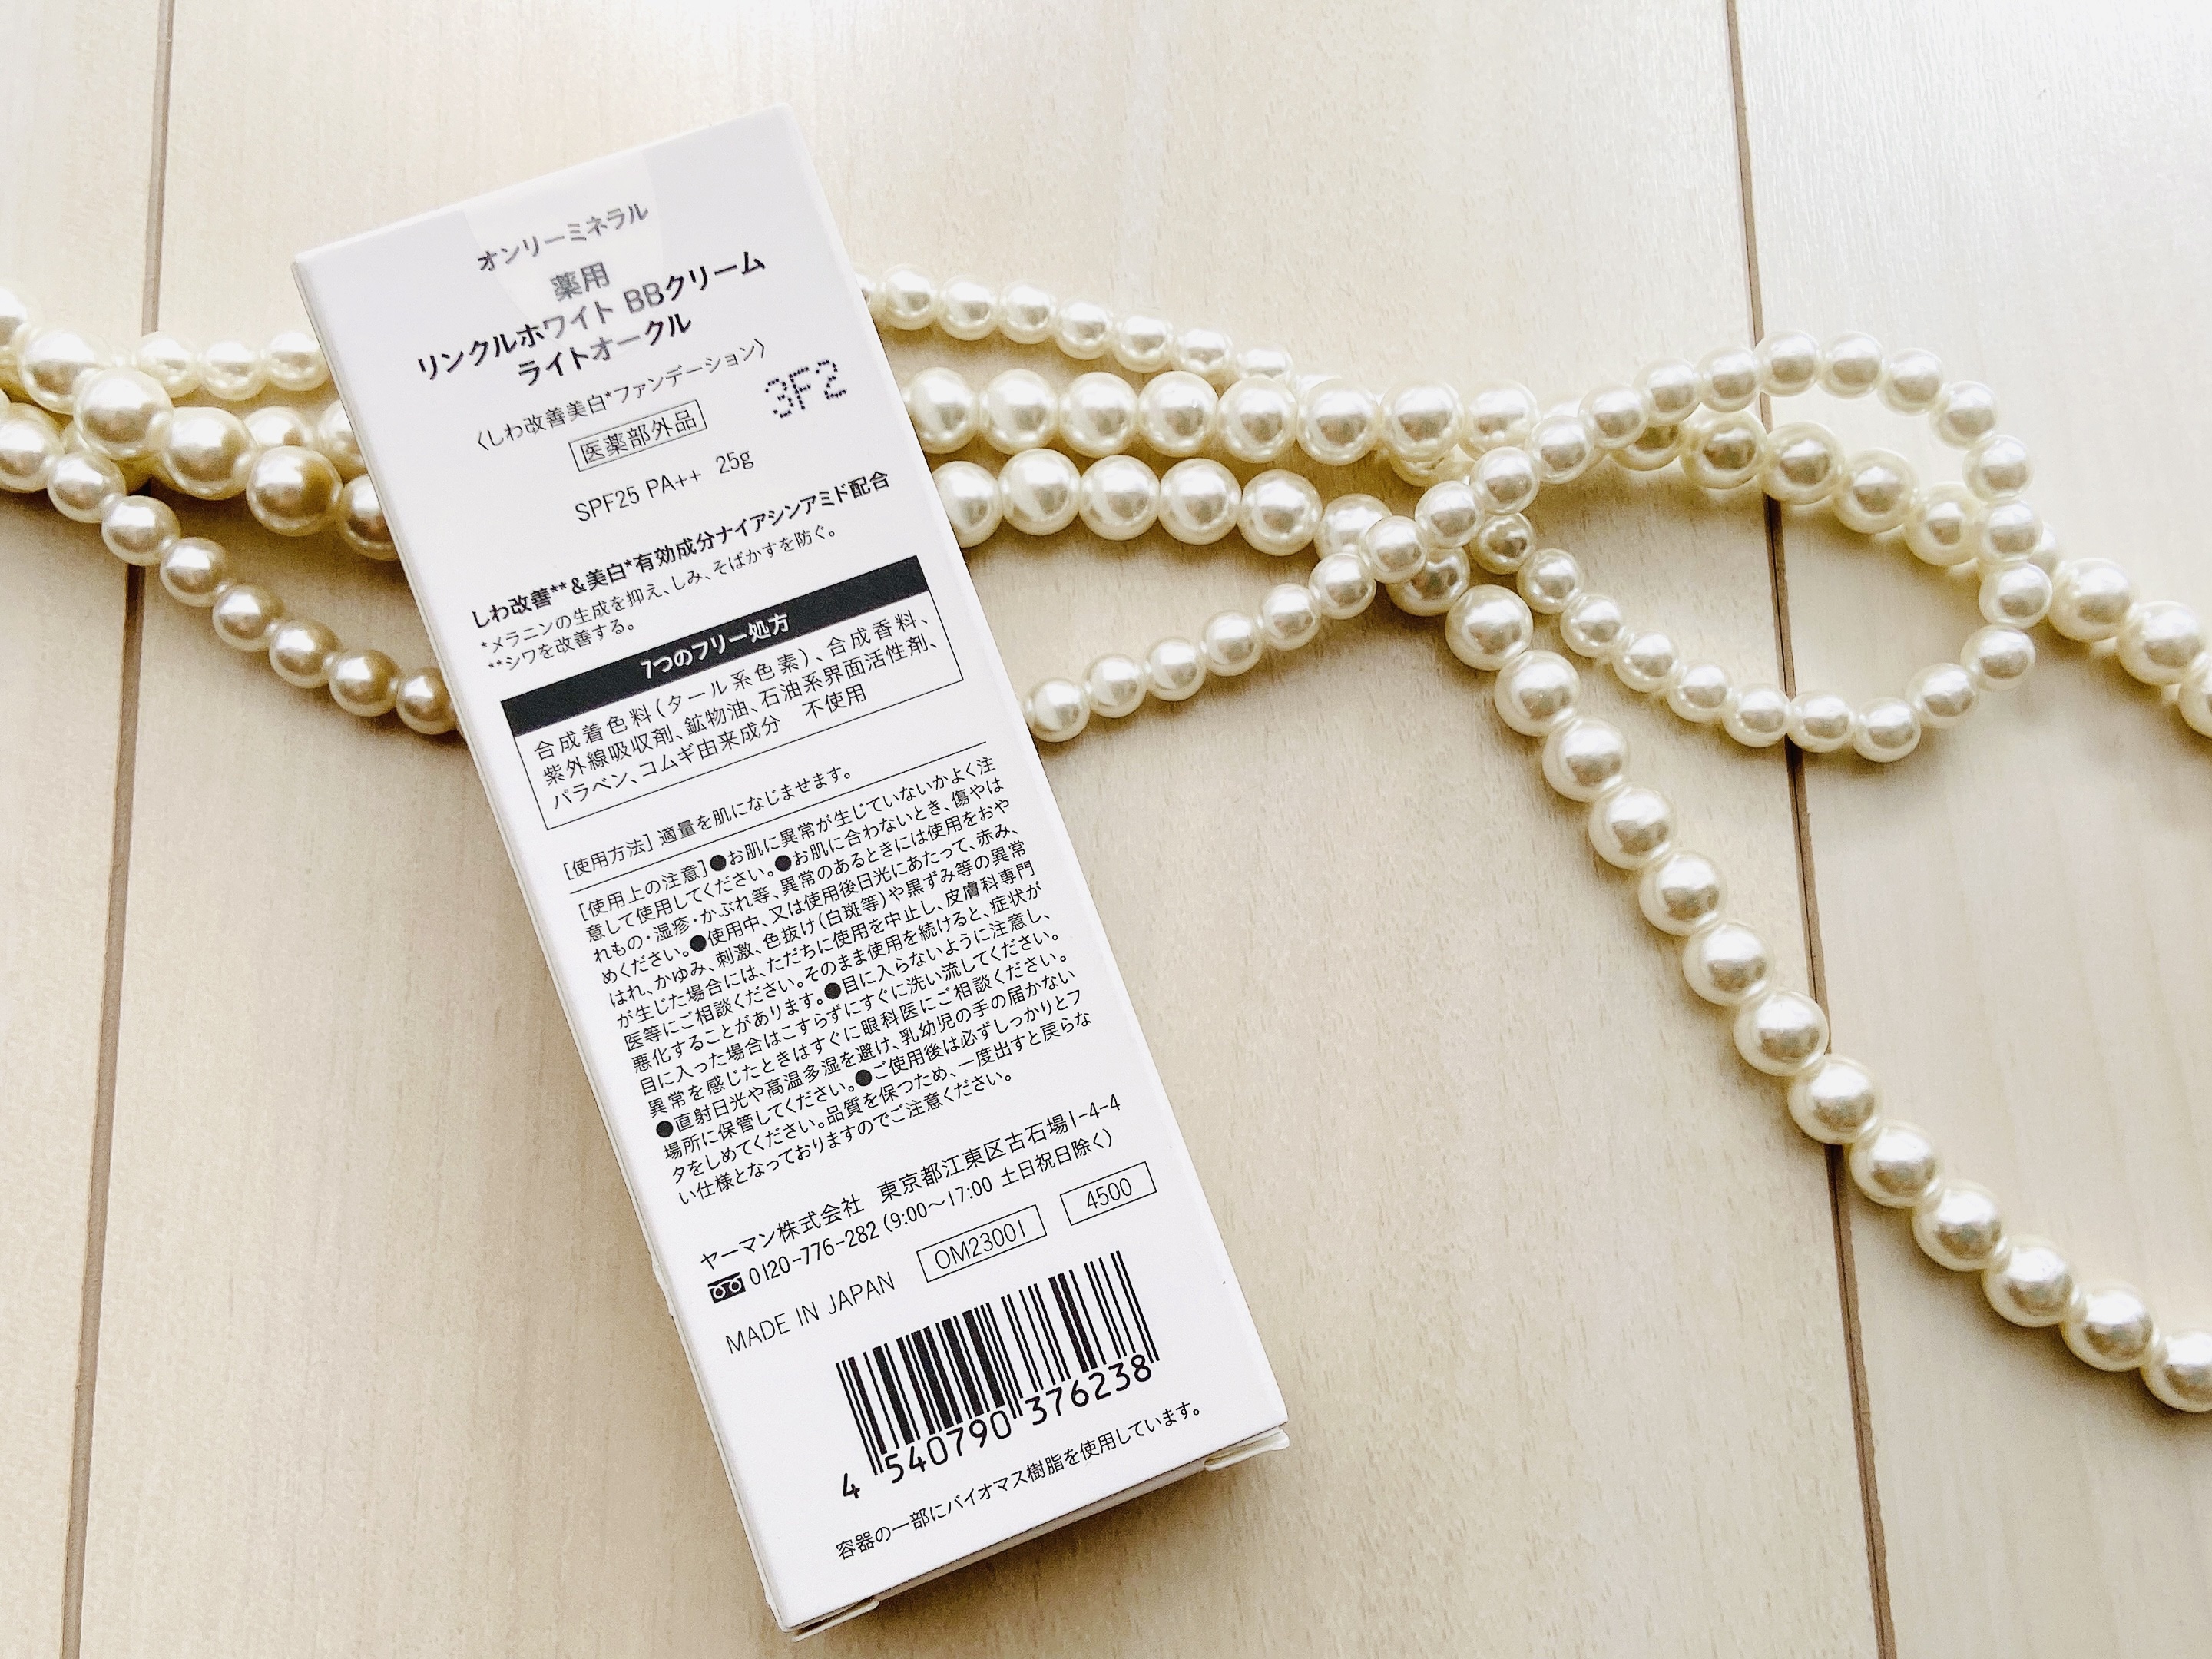 オンリーミネラル
薬用
リンクルホワイト BBクリーム
ライトオークル
〈しわ改善美白*ファンデーション〉
3F2
医薬部外品
SPF25 PA++ 25g
しわ改善**&美白*有効成分ナイアシンアミド配合
*メラニンの生成を抑え、しみ、そばかすを防ぐ。
**シワを改善する。
7つのフリー処方
合成着色料(タール系色素)、合成香料、
紫外線吸収剤、鉱物油、石油系界面活性剤、
パラベン、コムギ由来成分 不使用
[使用方法] 適量を肌になじませます。
[使用上の注意]●お肌に異常が生じていないかよく注
意して使用してください。●お肌に合わないとき、傷やは
れもの・湿疹・かぶれ等、異常のあるときには使用をおや
めください。●使用中、又は使用後日光にあたって、赤み、
はれ、かゆみ、刺激、色抜け(白斑等)や黒ずみ等の異常
が生じた場合には、ただちに使用を中止し、皮膚科専門
医等にご相談ください。そのまま使用を続けると、症状が
悪化することがあります。●目に入らないように注意し、
目に入った場合はこすらずにすぐに洗い流してください。
異常を感じたときはすぐに眼科医にご相談ください。
●直射日光や高温多湿を避け、乳幼児の手の届かない
場所に保管してください。●ご使用後は必ずしっかりとフ
タをしめてください。品質を保つため、一度出すと戻らな
い仕様となっておりますのでご注意ください。
ヤーマン株式会社 東京都江東区古石場1-4-4
0120-776-282 (9:00～17:00 土日祝日除く)
MADE IN JAPAN OM23001 4500
4 540790 376238
容器の一部にバイオマス樹脂を使用しています。